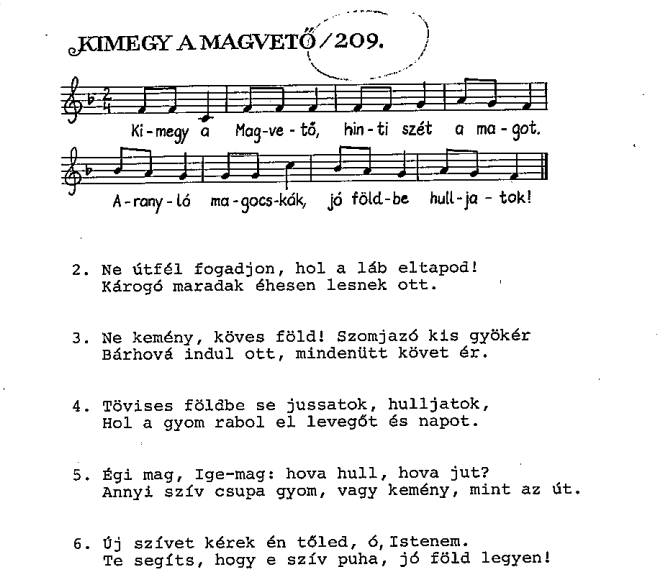 KIMEGY A MAGVETŐ/209.
2
4
Ki-megy a Mag-ve-tő, hin-ti szét a ma-got.
A-rany-ló ma-gocs-kák, jó föld-be hull-ja-tok!
2. Ne útfél fogadjon, hol a láb eltapod!
Károgó maradak éhesen lesnek ott.
3. Ne kemény, köves föld! Szomjazó kis gyökér
Bárhová indul ott, mindenütt követ ér.
4. Tövises földbe se jussatok, hulljatok,
Hol a gyom rabol el levegőt és napot.
5. Égi mag, Ige-mag: hova hull, hova jut?
Annyi szív csupa gyom, vagy kemény, mint az út.
6. Új szívet kérek én tőled, ó, Istenem.
Te segíts, hogy e szív puha, jó föld legyen!